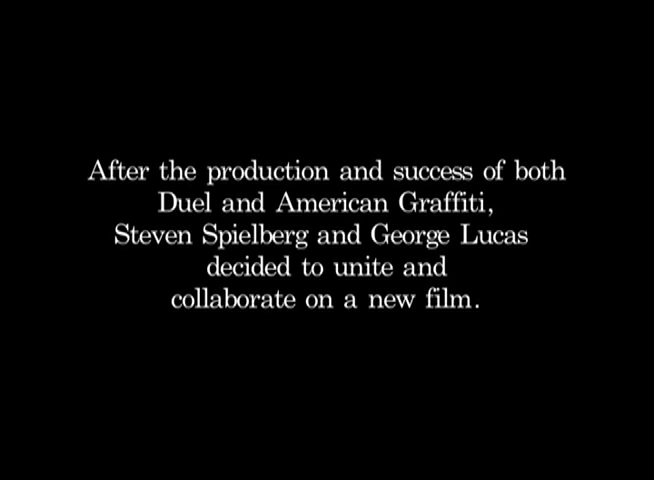 After the production and success of both
Duel and American Graffiti,
Steven Spielberg and George Lucas
decided to unite and
collaborate on a new film.